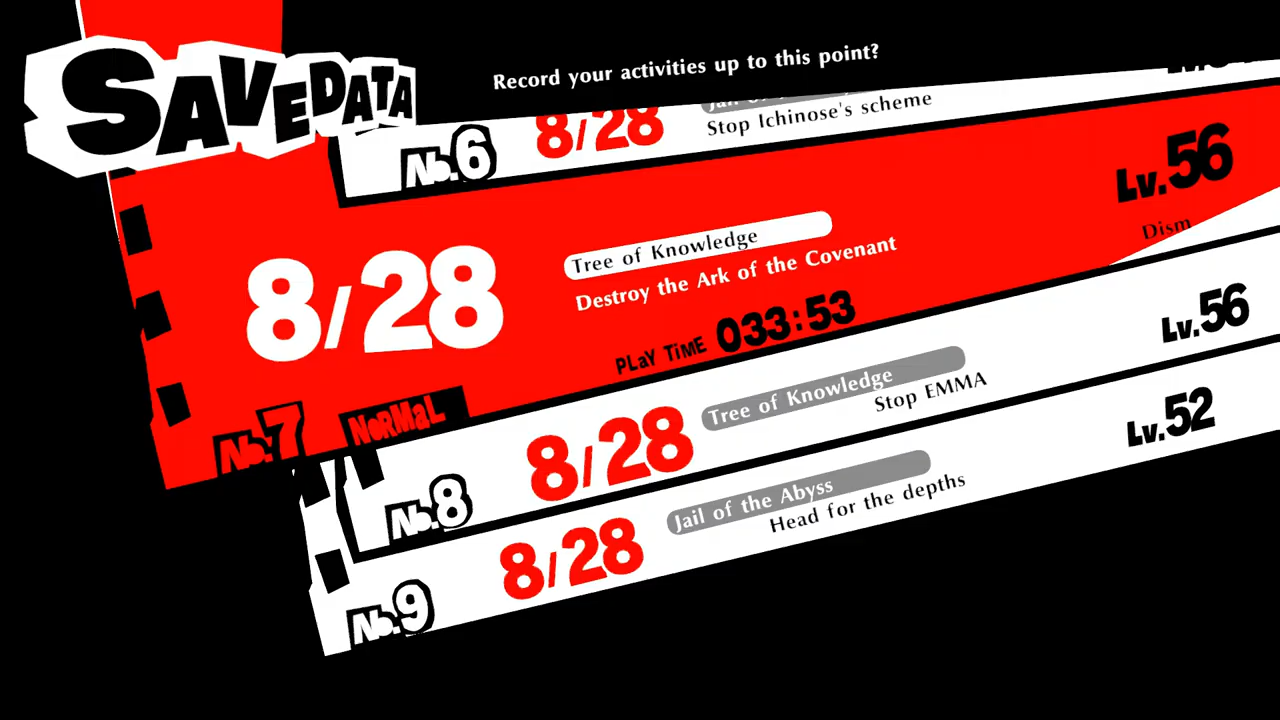 SAVEDATA
Record your activities up to this point?
No.6
8/28
Stop Ichinose's scheme
8/28
Tree of Knowledge
Destroy the Ark of the Covenant
PLAY TIME 033:53
Lv.56
Dism
No.7
NORMAL
No.8
8/28
Tree of Knowledge
Stop EMMA
Lv.56
No.9
8/28
Jail of the Abyss
Head for the depths
Lv.52